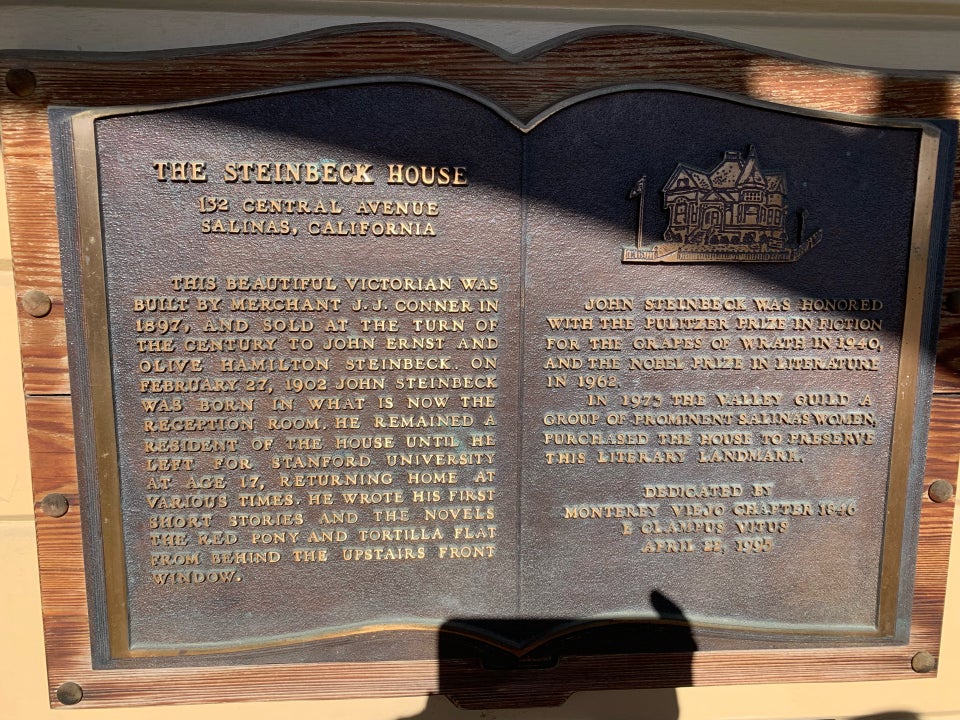 THE STEINBECK HOUSE
132 CENTRAL AVENUE
SALINAS, CALIFORNIA
THIS BEAUTIFUL VICTORIAN WAS
BUILT BY MERCHANT J. J. CONNER IN
1897, AND SOLD AT THE TURN OF
THE CENTURY TO JOHN ERNST AND
OLIVE HAMILTON STEINBECK. ON
FEBRUARY 27, 1902 JOHN STEINBECK
WAS BORN IN WHAT IS NOW THE
RECEPTION ROOM. HE REMAINED A
RESIDENT OF THE HOUSE UNTIL HE
LEFT FOR STANFORD UNIVERSITY
AT AGE 17, RETURNING HOME AT
VARIOUS TIMES. HE WROTE HIS FIRST
SHORT STORIES AND THE NOVELS
THE RED PONY AND TORTILLA FLAT
FROM BEHIND THE UPSTAIRS FRONT
WINDOW.
JOHN STEINBECK WAS HONORED
WITH THE PULITZER PRIZE IN FICTION
FOR THE GRAPES OF WRATH IN 1940,
AND THE NOBEL PRIZE IN LITERATURE
IN 1962.
IN 1973 THE VALLEY GUILD A
GROUP OF PROMINENT SALINAS WOMEN,
PURCHASED THE HOUSE TO PRESERVE
THIS LITERARY LANDMARK.
DEDICATED BY
MONTEREY VIEJO CHAPTER 1846
E CLAMPUS VITUS
APRIL 22, 1995